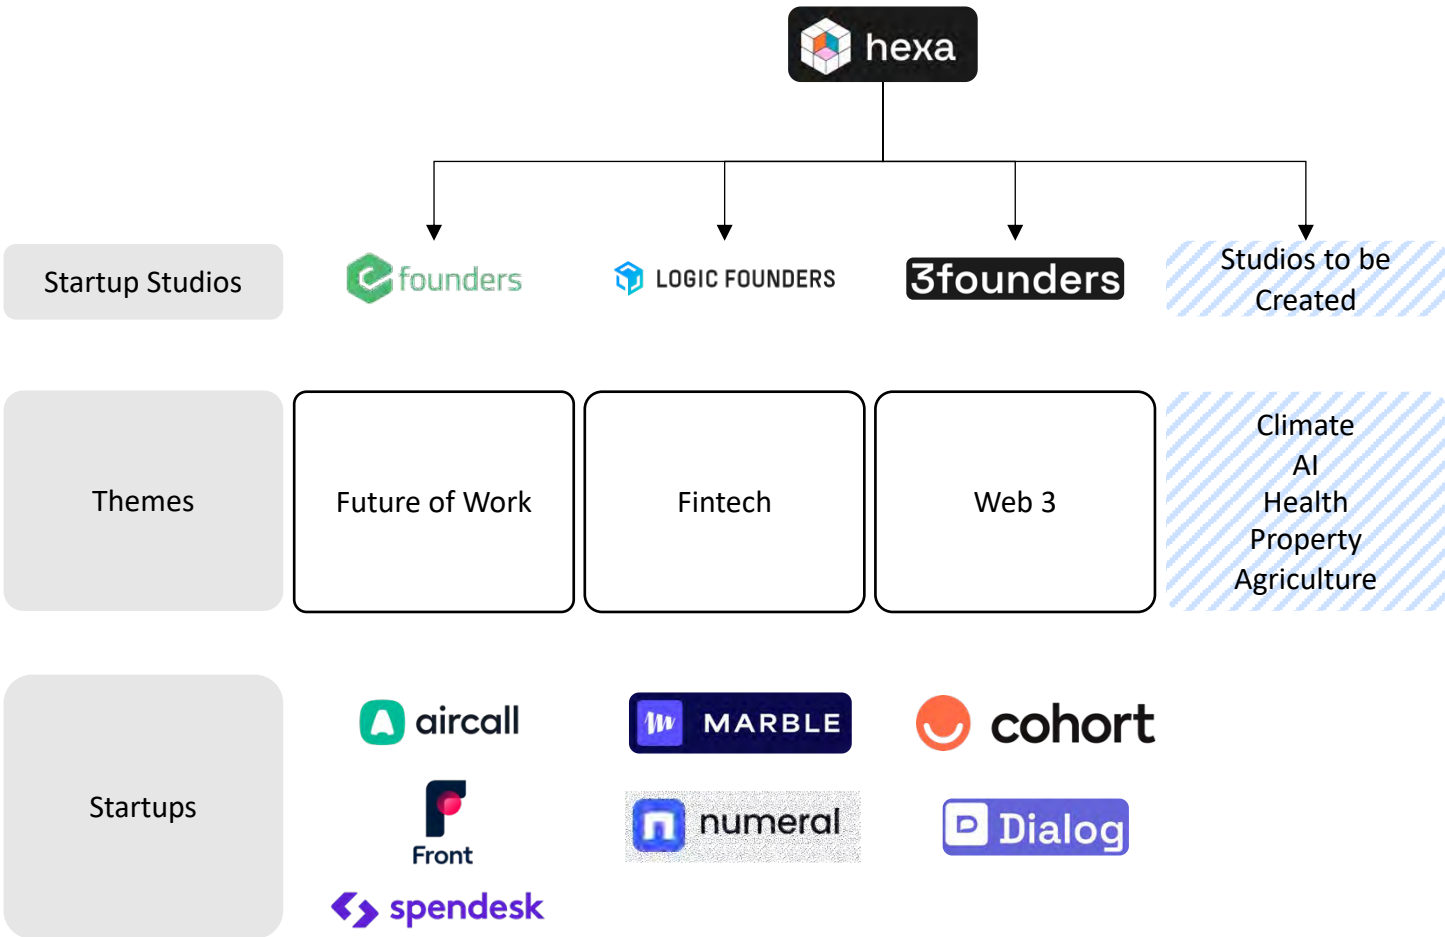 hexa
Startup Studios
founders
LOGIC FOUNDERS
3founders
Studios to be
Created
Themes
Future of Work
Fintech
Web 3
Climate
AI
Health
Property
Agriculture
Startups
aircall
MARBLE
cohort
Front
numeral
Dialog
spendesk